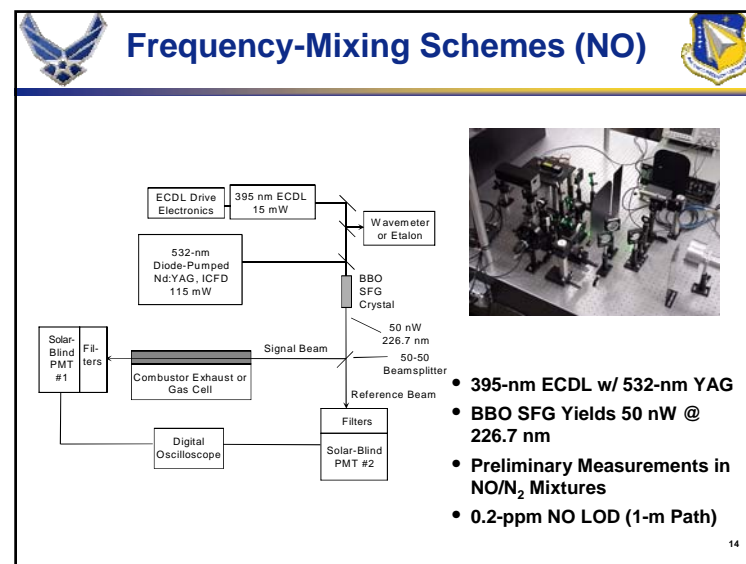 Frequency-Mixing Schemes (NO)
ECDL Drive
Electronics
395 nm ECDL
15 mW
Wavemeter
or Etalon
532-nm
Diode-Pumped
Nd:YAG, ICFD
115 mW
BBO
SFG
Crystal
50 nW
226.7 nm
Solar-
Blind
PMT
#1
Fil-
ters
Signal Beam
50-50
Beamsplitter
Combustor Exhaust or
Gas Cell
Reference Beam
Filters
Digital
Oscilloscope
Solar-Blind
PMT #2
• 395-nm ECDL w/ 532-nm YAG
• BBO SFG Yields 50 nW @
226.7 nm
• Preliminary Measurements in
NO/N₂ Mixtures
• 0.2-ppm NO LOD (1-m Path)
14